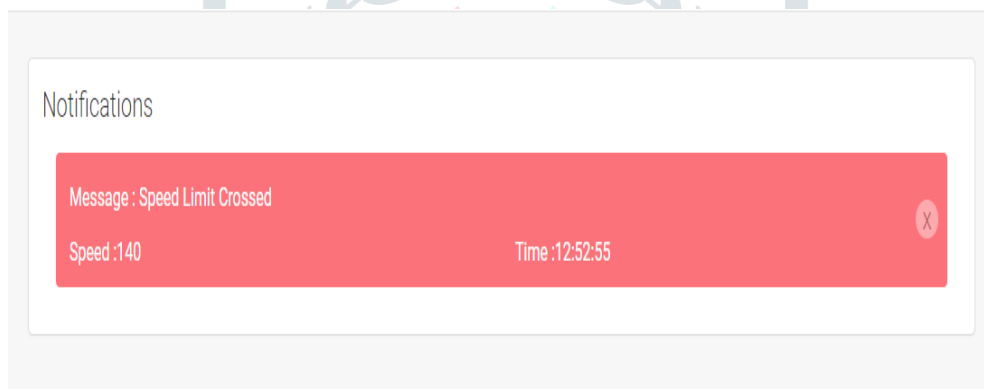 Notifications
Message : Speed Limit Crossed
X
Speed :140 Time :12:52:55